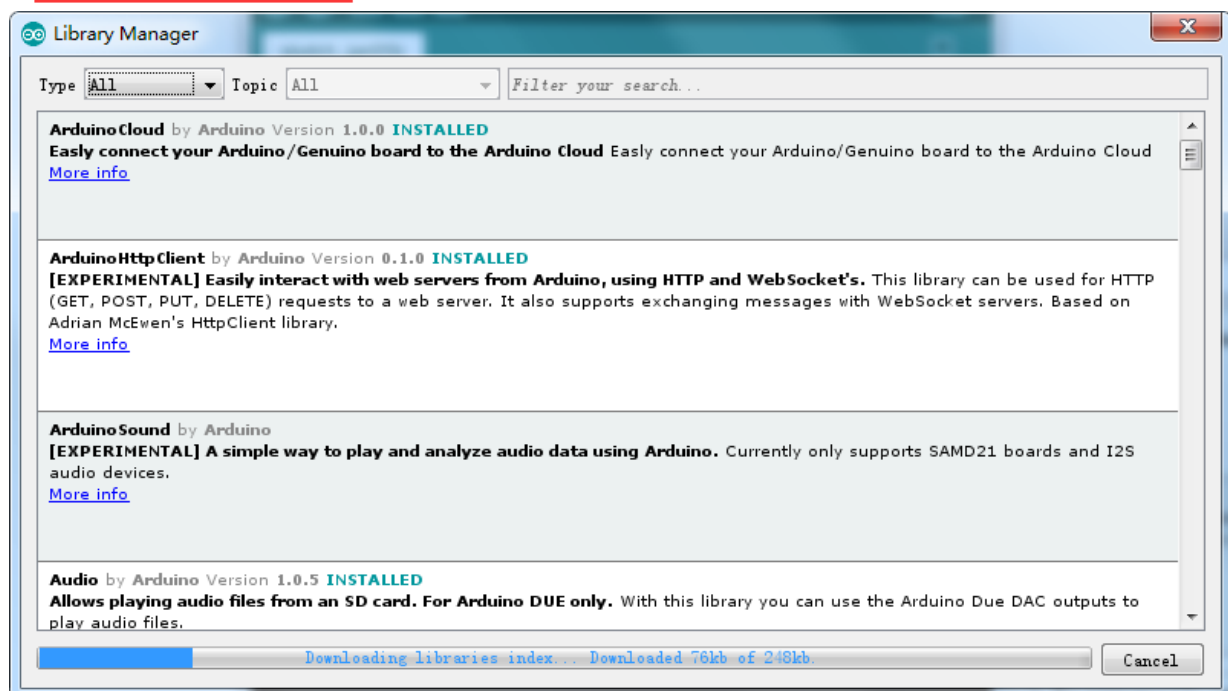 Library Manager
Type All Topic All Filter your search...
ArduinoCloud by Arduino Version 1.0.0 INSTALLED
Easly connect your Arduino/Genuino board to the Arduino Cloud Easly connect your Arduino/Genuino board to the Arduino Cloud
More info
ArduinoHttpClient by Arduino Version 0.1.0 INSTALLED
[EXPERIMENTAL] Easily interact with web servers from Arduino, using HTTP and WebSocket's. This library can be used for HTTP
(GET, POST, PUT, DELETE) requests to a web server. It also supports exchanging messages with WebSocket servers. Based on
Adrian McEwen's HttpClient library.
More info
ArduinoSound by Arduino
[EXPERIMENTAL] A simple way to play and analyze audio data using Arduino. Currently only supports SAMD21 boards and I2S
audio devices.
More info
Audio by Arduino Version 1.0.5 INSTALLED
Allows playing audio files from an SD card. For Arduino DUE only. With this library you can use the Arduino Due DAC outputs to
play audio files.
Downloading libraries index... Downloaded 76kb of 248kb.
Cancel